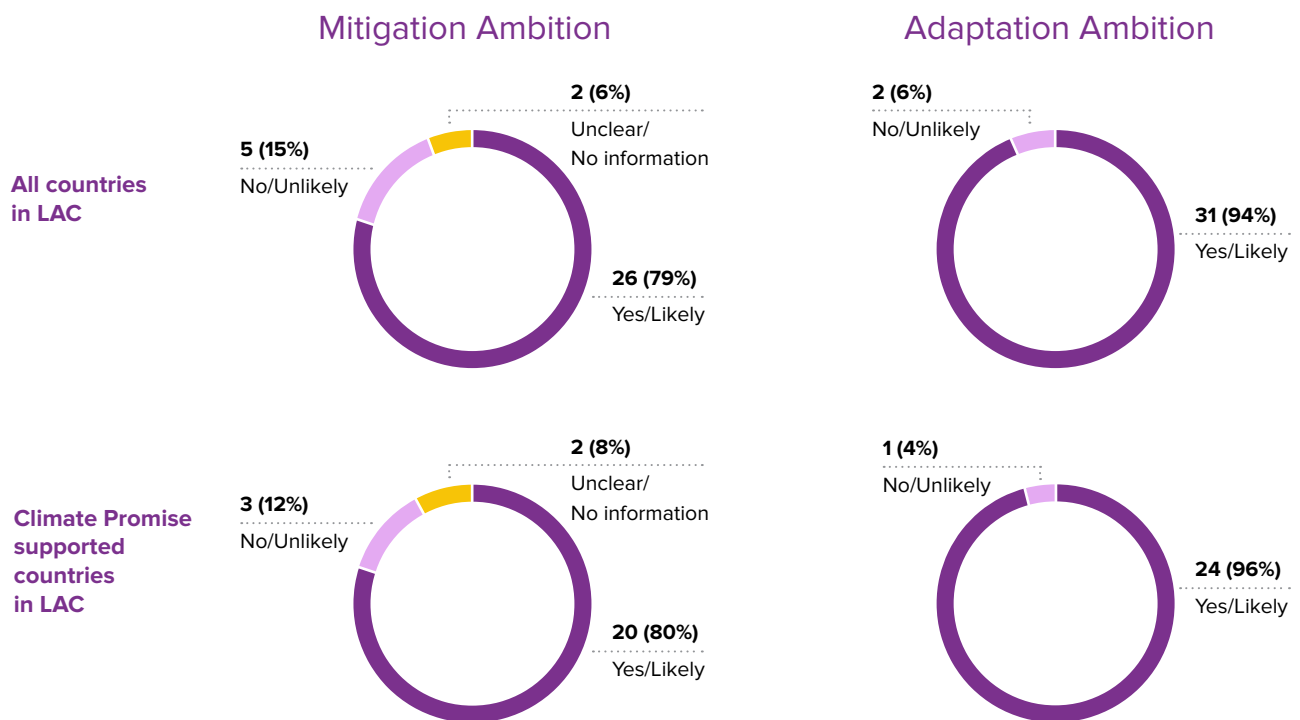 Mitigation Ambition
Adaptation Ambition
All countries
in LAC
2 (6%)
Unclear/
No information
5 (15%)
No/Unlikely
26 (79%)
Yes/Likely
2 (6%)
No/Unlikely
31 (94%)
Yes/Likely
Climate Promise
supported
countries
in LAC
2 (8%)
Unclear/
No information
3 (12%)
No/Unlikely
20 (80%)
Yes/Likely
1 (4%)
No/Unlikely
24 (96%)
Yes/Likely